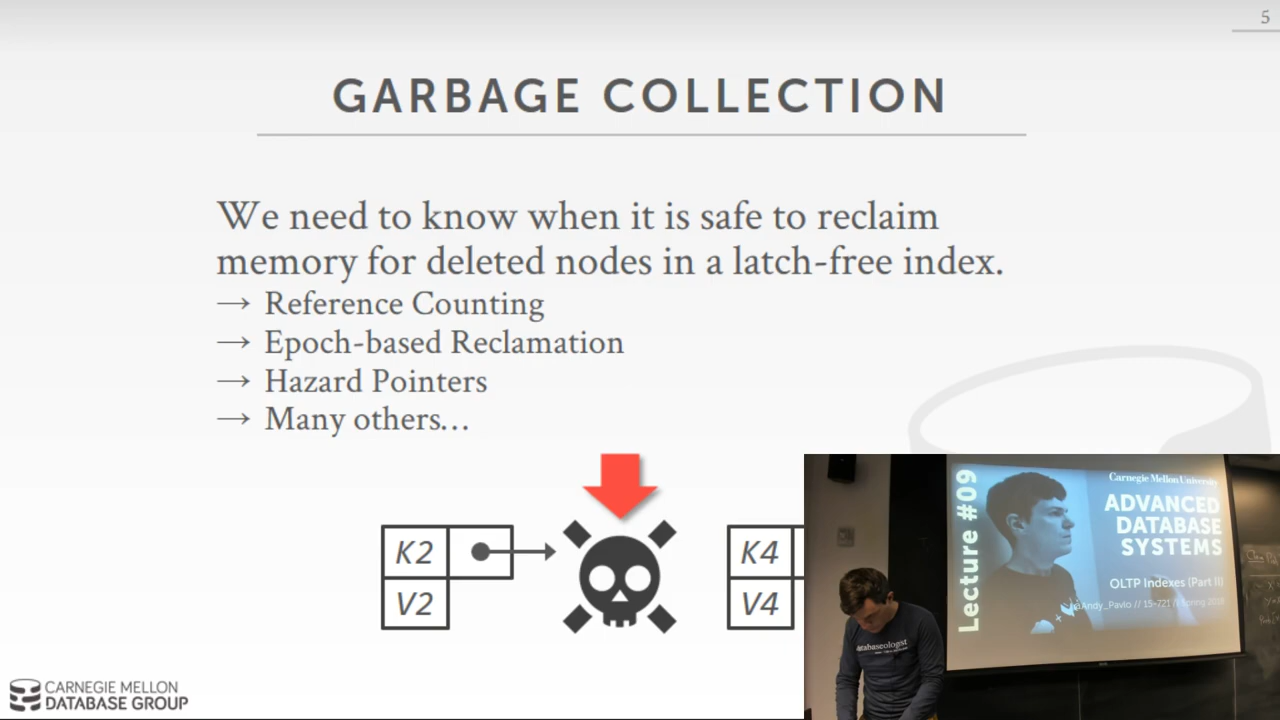 5
GARBAGE COLLECTION
We need to know when it is safe to reclaim
memory for deleted nodes in a latch-free index.
→ Reference Counting
→ Epoch-based Reclamation
→ Hazard Pointers
→ Many others…
K2
V2
K4
V4
CARNEGIE MELLON
DATABASE GROUP
Lecture #09
Carnegie Mellon University
ADVANCED
DATABASE
SYSTEMS
OLTP Indexes (Part II)
@Andy_Pavlo // 15-721 // Spring 2018
databaseologist